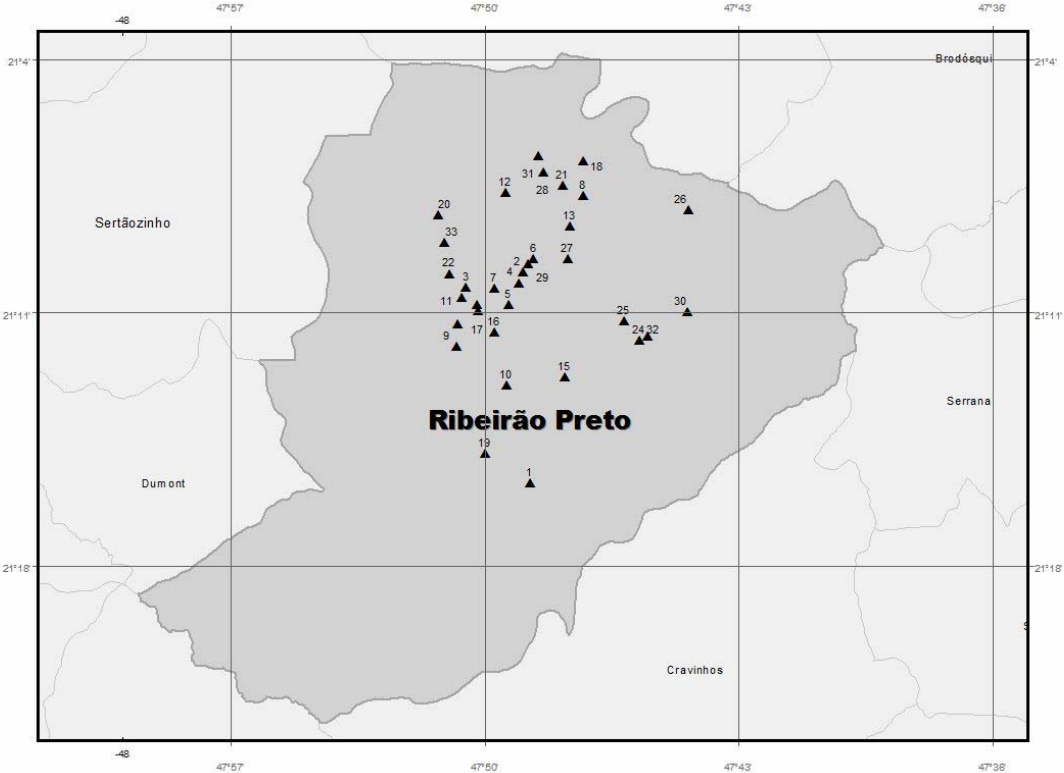 47°57' 47°50' 47°43' 47°36'
-48
21°4' 21°4'
Brodósqui
31 28 21 18
12 8
20 26
Sertãozinho
33 13
22 2 6 27
3 7 4 29
11 5
21°11' 30 21°11'
17 16 25
9 24 32
10 15
Serrana
Ribeirão Preto
19
1
Dumont
21°18' 21°18'
Cravinhos
-48
47°57' 47°50' 47°43' 47°36'